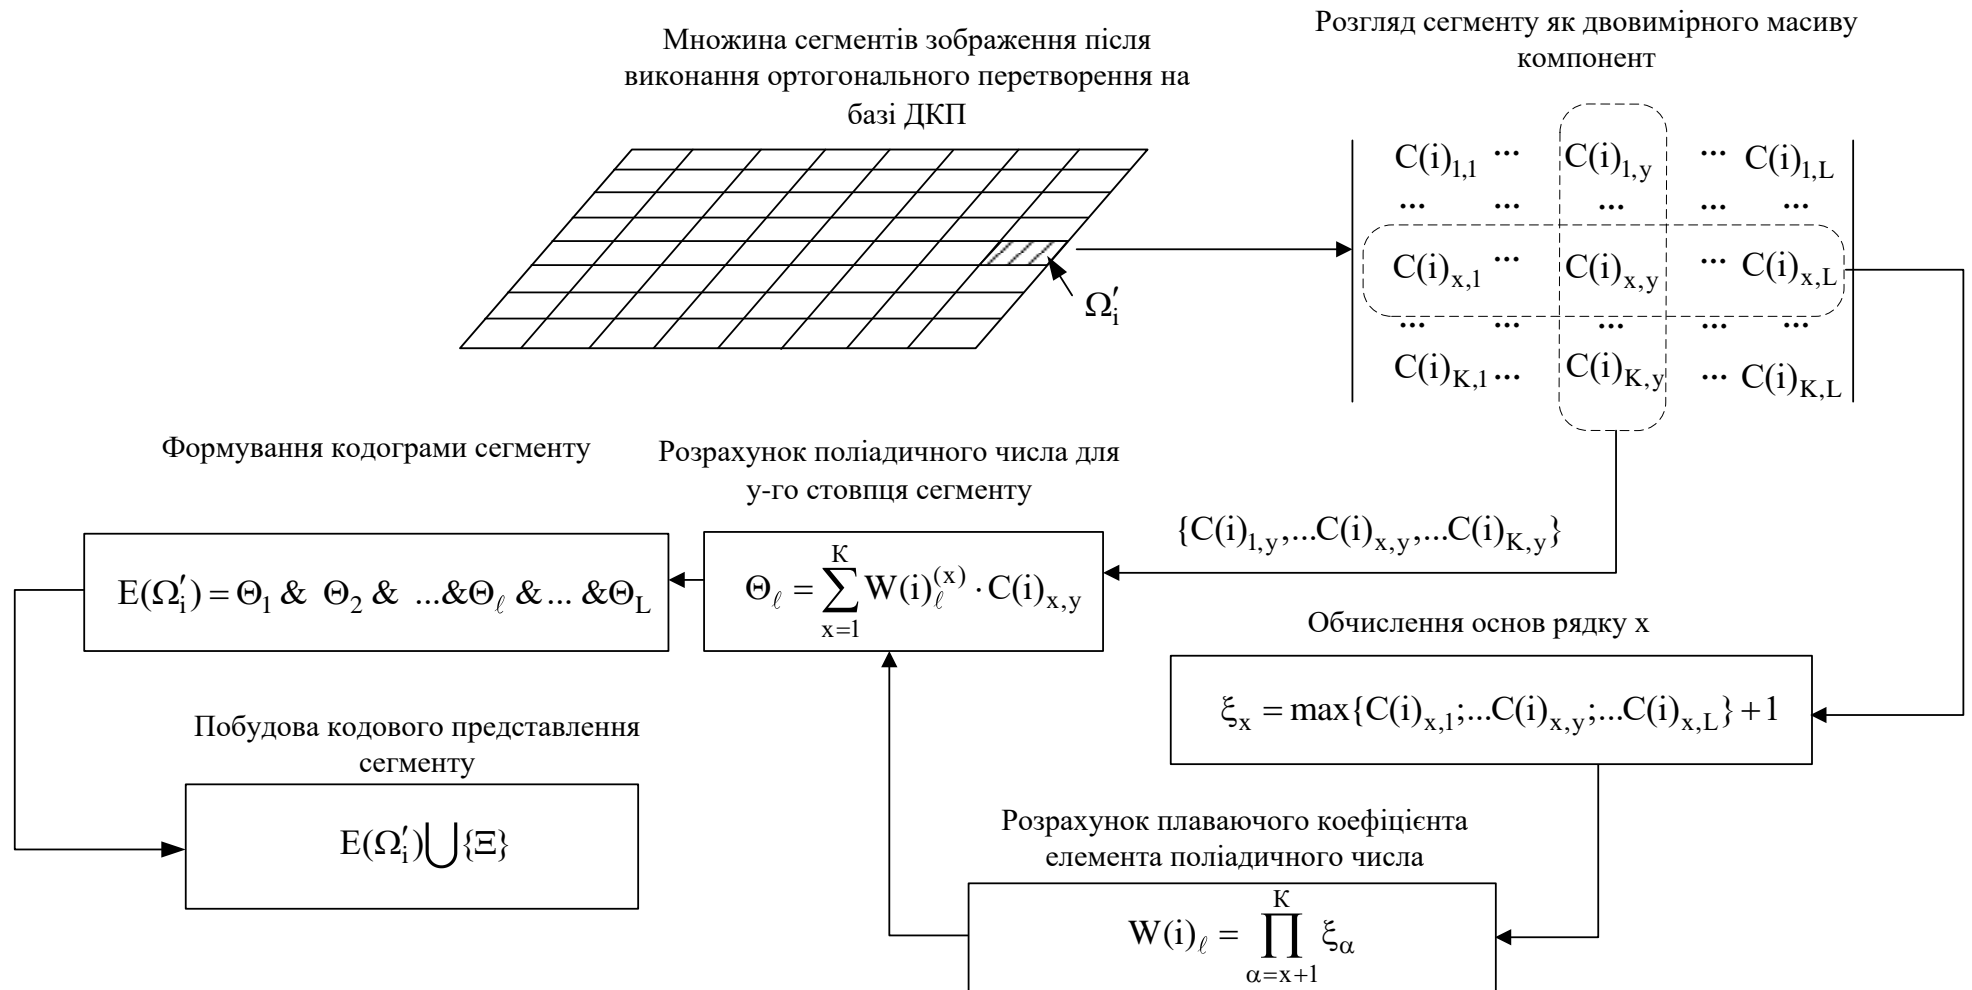 Множина сегментів зображення після
виконання ортогонального перетворення на
базі ДКП
Розгляд сегменту як двовимірного масиву
компонент
C(i)₁,₁ ... C(i)₁,y ... C(i)₁,L
... ... ... ... ...
C(i)x,₁ ... C(i)x,y ... C(i)x,L
... ... ... ... ...
C(i)K,₁ ... C(i)K,y ... C(i)K,L
Ω′i
Формування кодограми сегменту
E(Ω′i) = Θ₁ & Θ₂ & ...&Θℓ &... &ΘL
Розрахунок поліадичного числа для
у-го стовпця сегменту
Θℓ = ∑ x=1 K W(i)ℓ^(x) · C(i)x,y
{C(i)₁,y,...C(i)x,y,...C(i)K,y}
Обчислення основ рядку х
ξx = max{C(i)x,₁;...C(i)x,y;...C(i)x,L} + 1
Побудова кодового представлення
сегменту
E(Ω′i)⋃{Ξ}
Розрахунок плаваючого коефіцієнта
елемента поліадичного числа
W(i)ℓ = ∏ α=x+1 K ξα